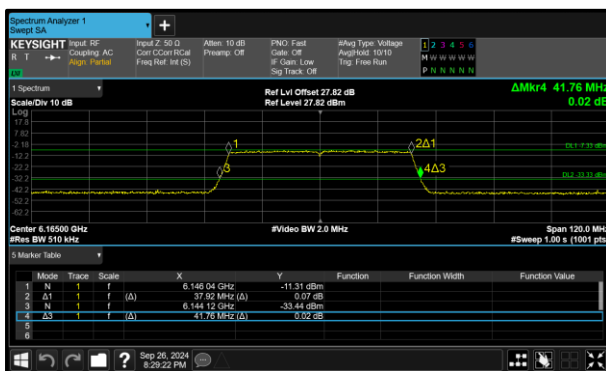 Spectrum Analyzer 1
Swept SA
KEYSIGHT Input: RF Input Z: 50 Ω Atten: 10 dB PNO: Fast #Avg Type: Voltage 1 2 3 4 5 6
R T Coupling: AC Corr CCorr RCal Preamp: Off Gate: Off Avg|Hold: 10/10 M W W W W W
Align: Partial Freq Ref: Int (S) IF Gain: Low Trig: Free Run P N N N N N
Sig Track: Off
1 Spectrum Ref Lvl Offset 27.82 dB ΔMkr4 41.76 MHz
Scale/Div 10 dB Ref Level 27.82 dBm 0.02 dB
Log
17.8
7.82
-2.18 1 2Δ1 DL1 -7.33 dBm
-12.2
-22.2 3 4Δ3
-32.2 DL2 -33.33 dBm
-42.2
-52.2
-62.2
Center 6.16500 GHz #Video BW 2.0 MHz Span 120.0 MHz
#Res BW 510 kHz #Sweep 1.00 s (1001 pts
5 Marker Table
Mode Trace Scale X Y Function Function Width Function Value
1 N 1 f 6.146 04 GHz -11.31 dBm
2 Δ1 1 f (Δ) 37.92 MHz (Δ) 0.07 dB
3 N 1 f 6.144 12 GHz -33.44 dBm
4 Δ3 1 f (Δ) 41.76 MHz (Δ) 0.02 dB
5
6
? Sep 26, 2024
8:29:22 PM